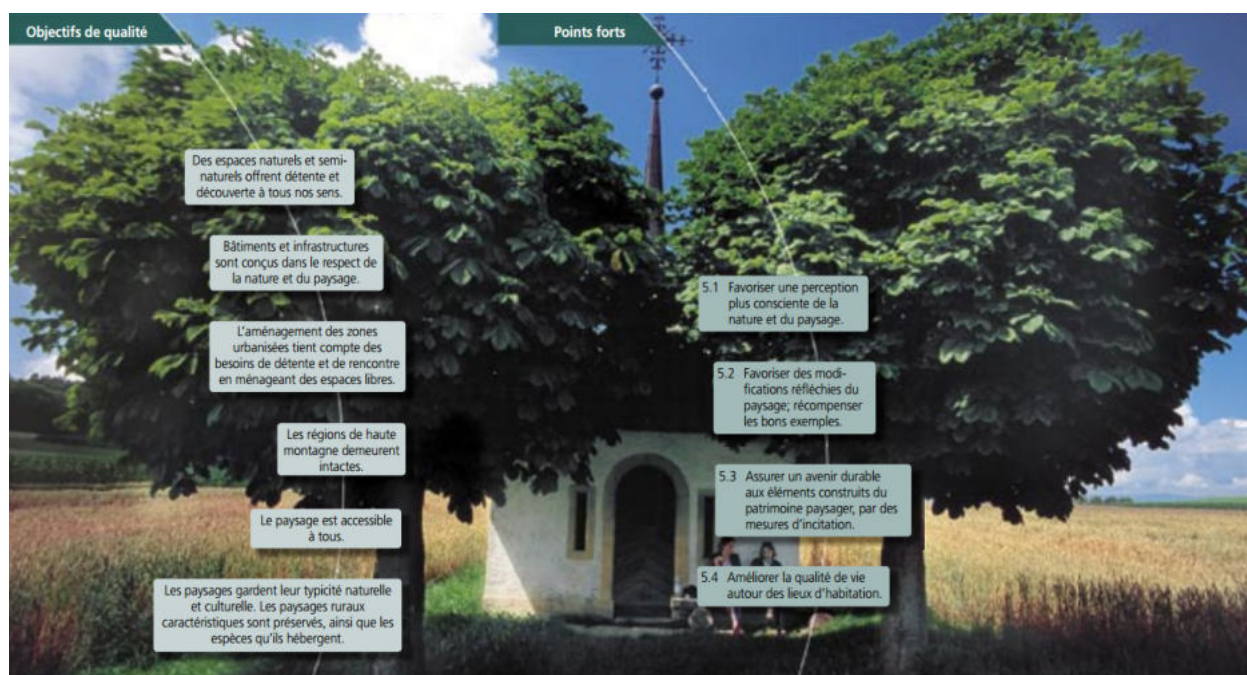 Objectifs de qualité
Des espaces naturels et semi-
naturels offrent détente et
découverte à tous nos sens.
Bâtiments et infrastructures
sont conçus dans le respect de
la nature et du paysage.
L'aménagement des zones
urbanisées tient compte des
besoins de détente et de rencontre
en ménageant des espaces libres.
Les régions de haute
montagne demeurent
intactes.
Le paysage est accessible
à tous.
Les paysages gardent leur typicité naturelle
et culturelle. Les paysages ruraux
caractéristiques sont préservés, ainsi que les
espèces qu'ils hébergent.
Points forts
5.1 Favoriser une perception
plus consciente de la
nature et du paysage.
5.2 Favoriser des modi-
fications réfléchies du
paysage; récompenser
les bons exemples.
5.3 Assurer un avenir durable
aux éléments construits du
patrimoine paysager, par des
mesures d'incitation.
5.4 Améliorer la qualité de vie
autour des lieux d'habitation.